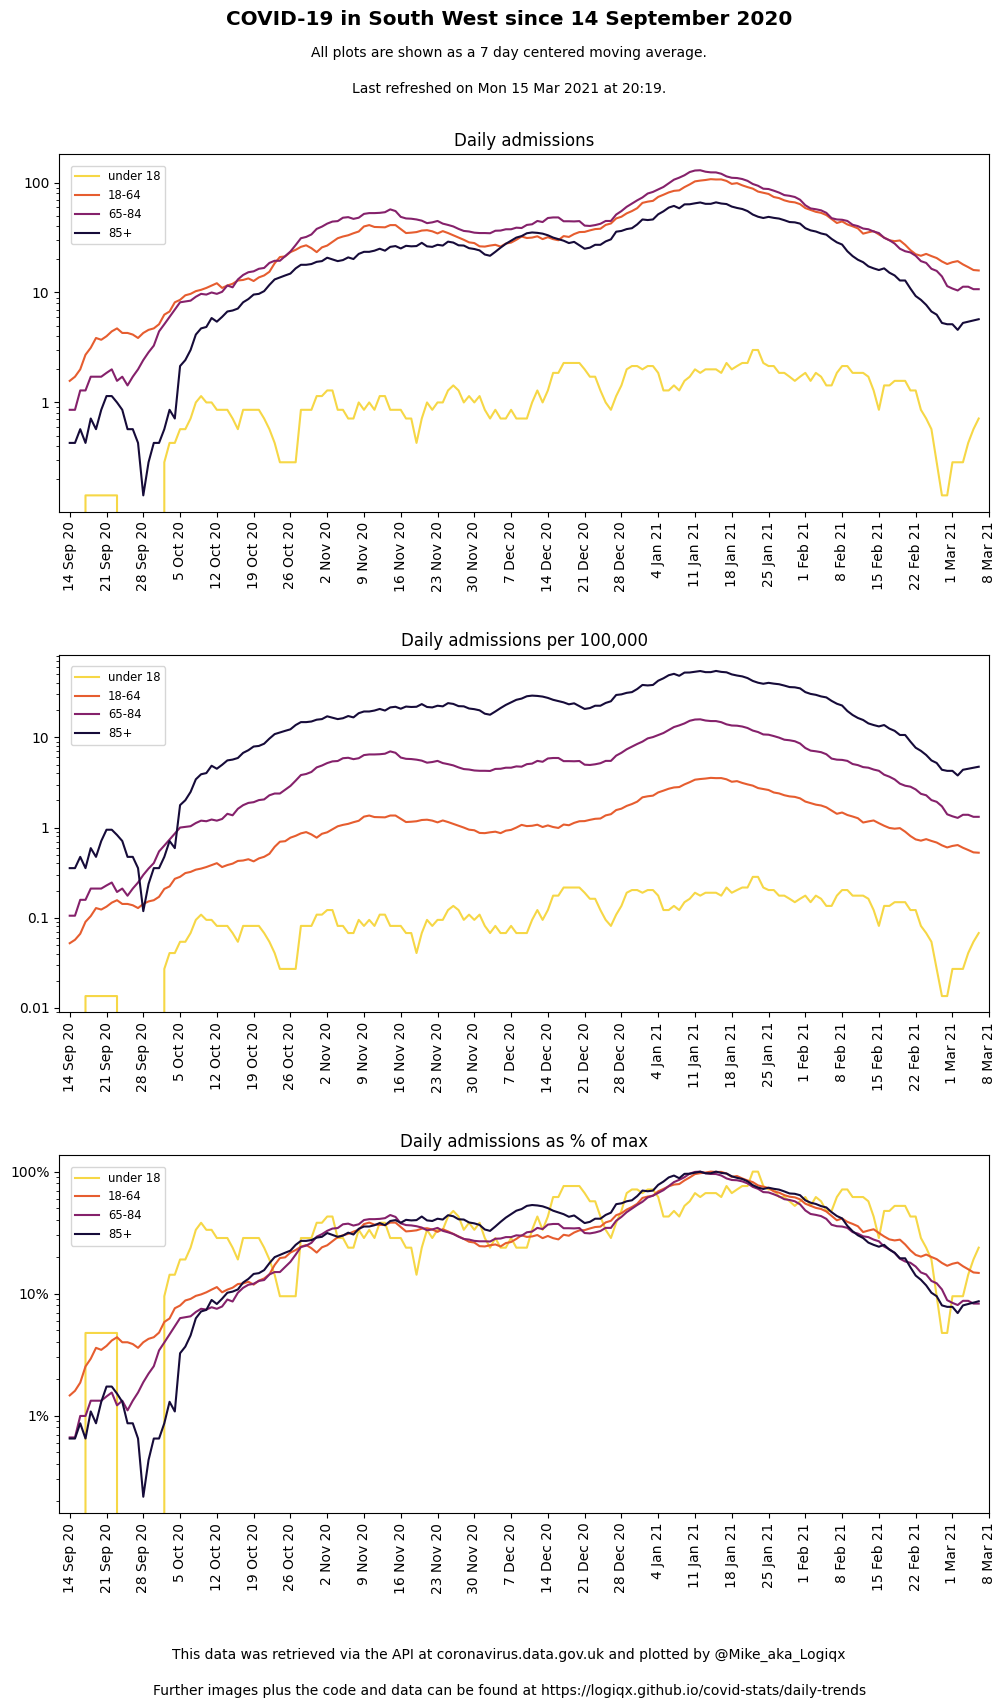 COVID-19 in South West since 14 September 2020
All plots are shown as a 7 day centered moving average.
Last refreshed on Mon 15 Mar 2021 at 20:19.
Daily admissions
under 18
18-64
65-84
85+
100
10
1
14 Sep 20 21 Sep 20 28 Sep 20 5 Oct 20 12 Oct 20 19 Oct 20 26 Oct 20 2 Nov 20 9 Nov 20 16 Nov 20 23 Nov 20 30 Nov 20 7 Dec 20 14 Dec 20 21 Dec 20 28 Dec 20 4 Jan 21 11 Jan 21 18 Jan 21 25 Jan 21 1 Feb 21 8 Feb 21 15 Feb 21 22 Feb 21 1 Mar 21 8 Mar 21
Daily admissions per 100,000
under 18
18-64
65-84
85+
10
1
0.1
0.01
14 Sep 20 21 Sep 20 28 Sep 20 5 Oct 20 12 Oct 20 19 Oct 20 26 Oct 20 2 Nov 20 9 Nov 20 16 Nov 20 23 Nov 20 30 Nov 20 7 Dec 20 14 Dec 20 21 Dec 20 28 Dec 20 4 Jan 21 11 Jan 21 18 Jan 21 25 Jan 21 1 Feb 21 8 Feb 21 15 Feb 21 22 Feb 21 1 Mar 21 8 Mar 21
Daily admissions as % of max
under 18
18-64
65-84
85+
100%
10%
1%
14 Sep 20 21 Sep 20 28 Sep 20 5 Oct 20 12 Oct 20 19 Oct 20 26 Oct 20 2 Nov 20 9 Nov 20 16 Nov 20 23 Nov 20 30 Nov 20 7 Dec 20 14 Dec 20 21 Dec 20 28 Dec 20 4 Jan 21 11 Jan 21 18 Jan 21 25 Jan 21 1 Feb 21 8 Feb 21 15 Feb 21 22 Feb 21 1 Mar 21 8 Mar 21
This data was retrieved via the API at coronavirus.data.gov.uk and plotted by @Mike_aka_Logiqx
Further images plus the code and data can be found at https://logiqx.github.io/covid-stats/daily-trends